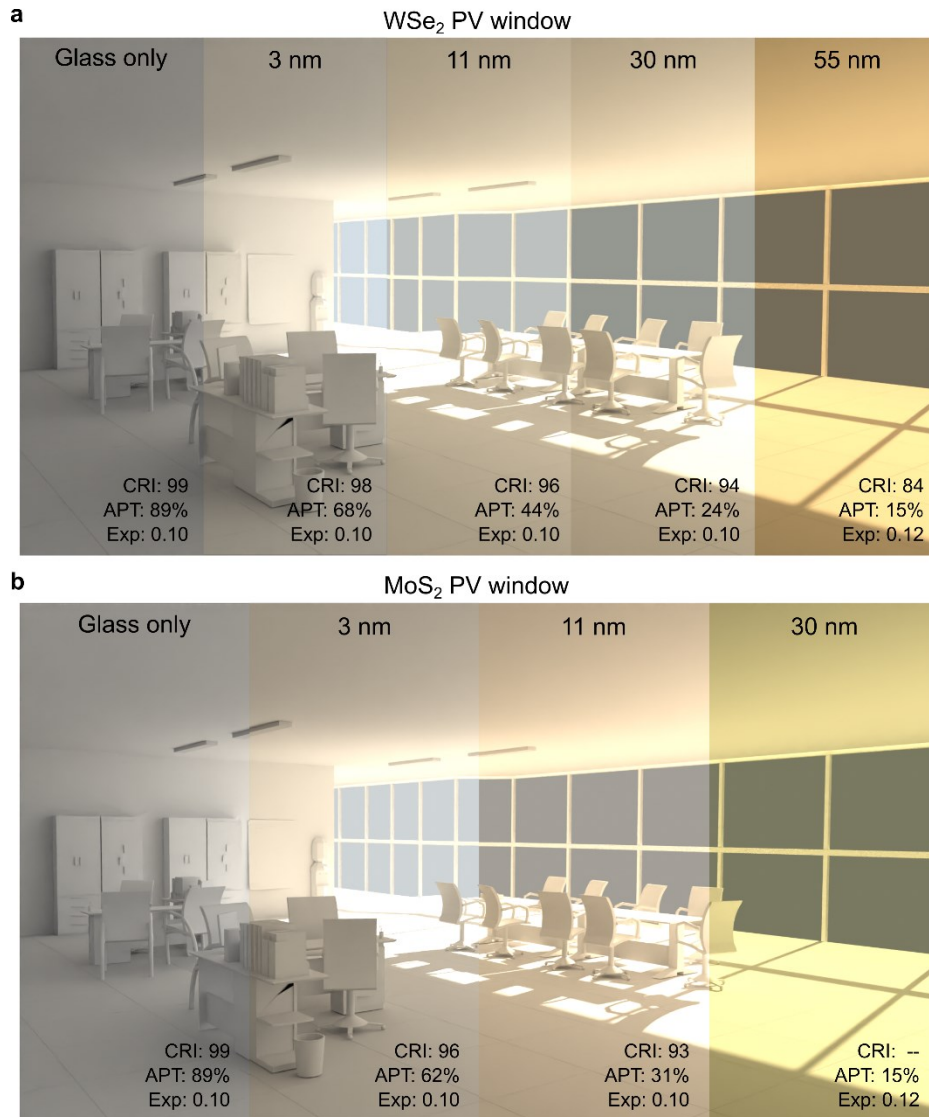 a
WSe₂ PV window
Glass only
3 nm
11 nm
30 nm
55 nm
CRI: 99
APT: 89%
Exp: 0.10
CRI: 98
APT: 68%
Exp: 0.10
CRI: 96
APT: 44%
Exp: 0.10
CRI: 94
APT: 24%
Exp: 0.10
CRI: 84
APT: 15%
Exp: 0.12
b
MoS₂ PV window
Glass only
3 nm
11 nm
30 nm
CRI: 99
APT: 89%
Exp: 0.10
CRI: 96
APT: 62%
Exp: 0.10
CRI: 93
APT: 31%
Exp: 0.10
CRI: --
APT: 15%
Exp: 0.12